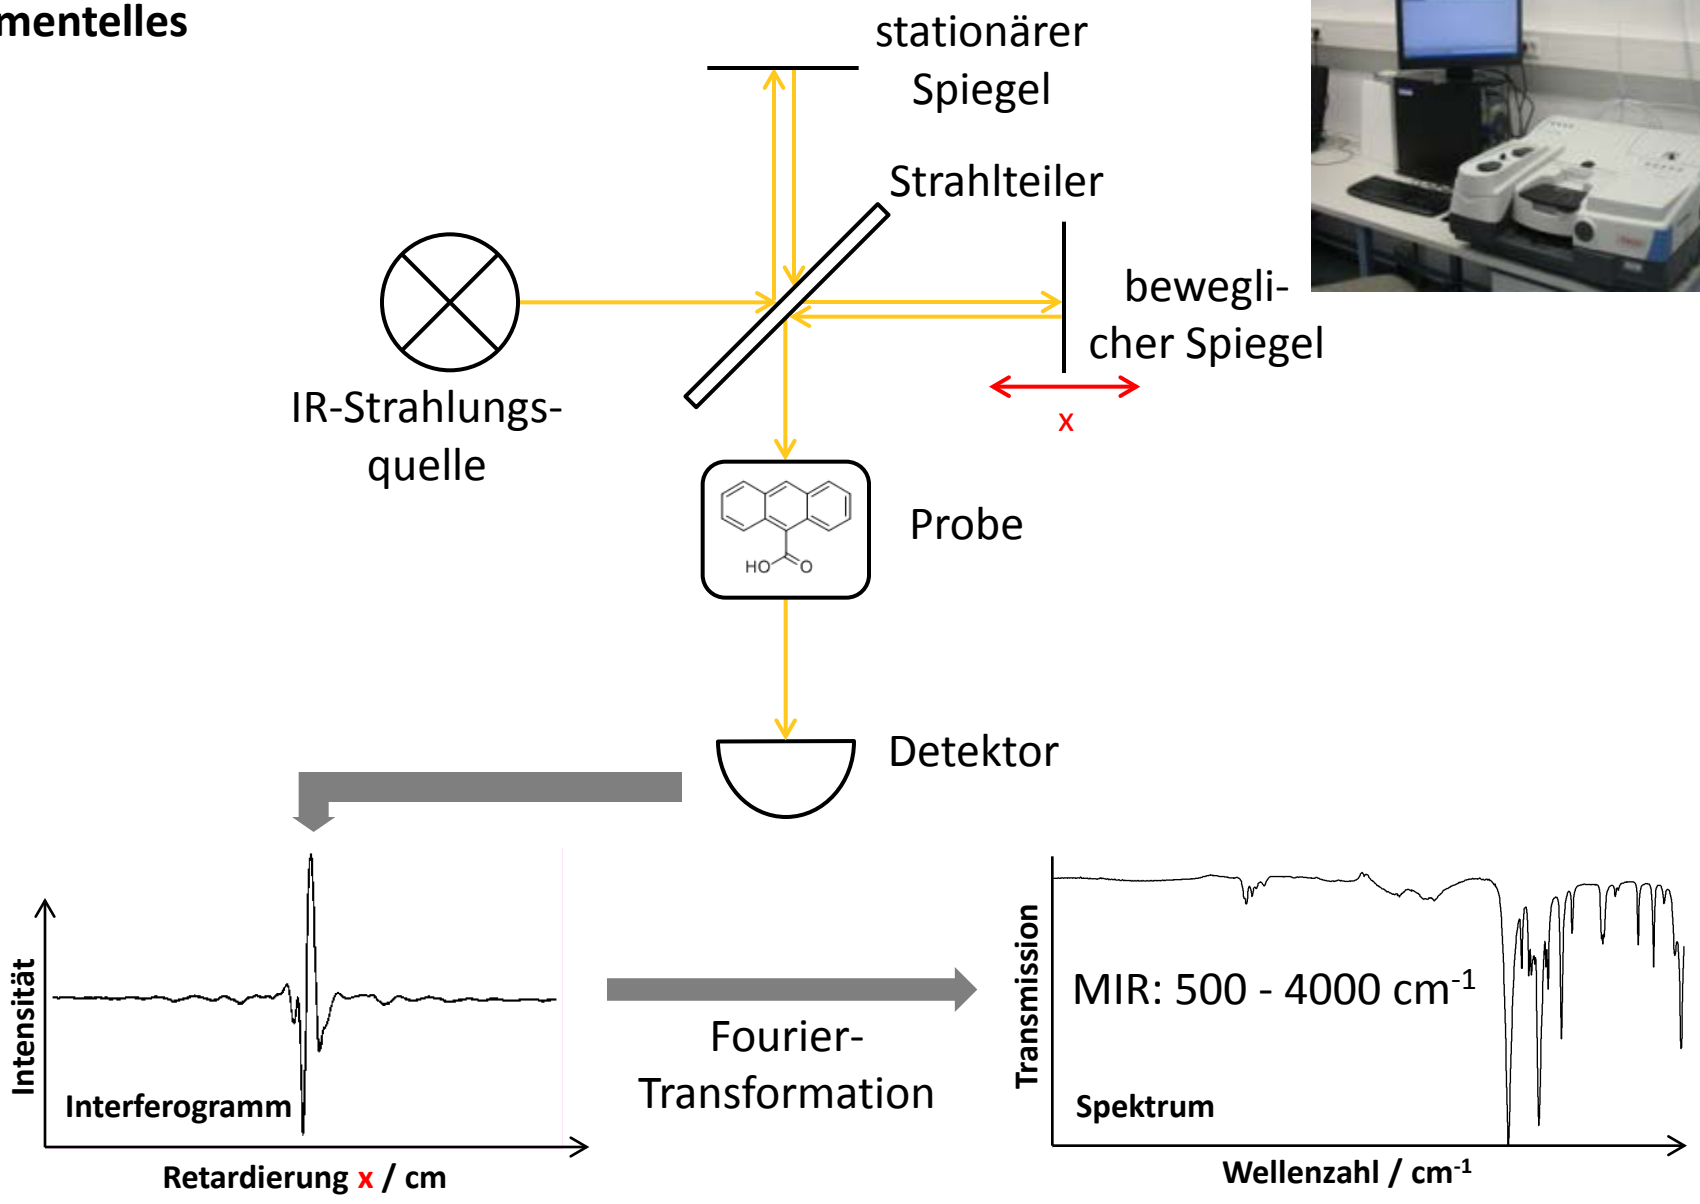 mentelles
stationärer
Spiegel
Strahlteiler
bewegli-
cher Spiegel
x
IR-Strahlungs-
quelle
HO
O
Probe
Detektor
Intensität
Interferogramm
Retardierung x / cm
Fourier-
Transformation
Transmission
MIR: 500 - 4000 cm⁻¹
Spektrum
Wellenzahl / cm⁻¹